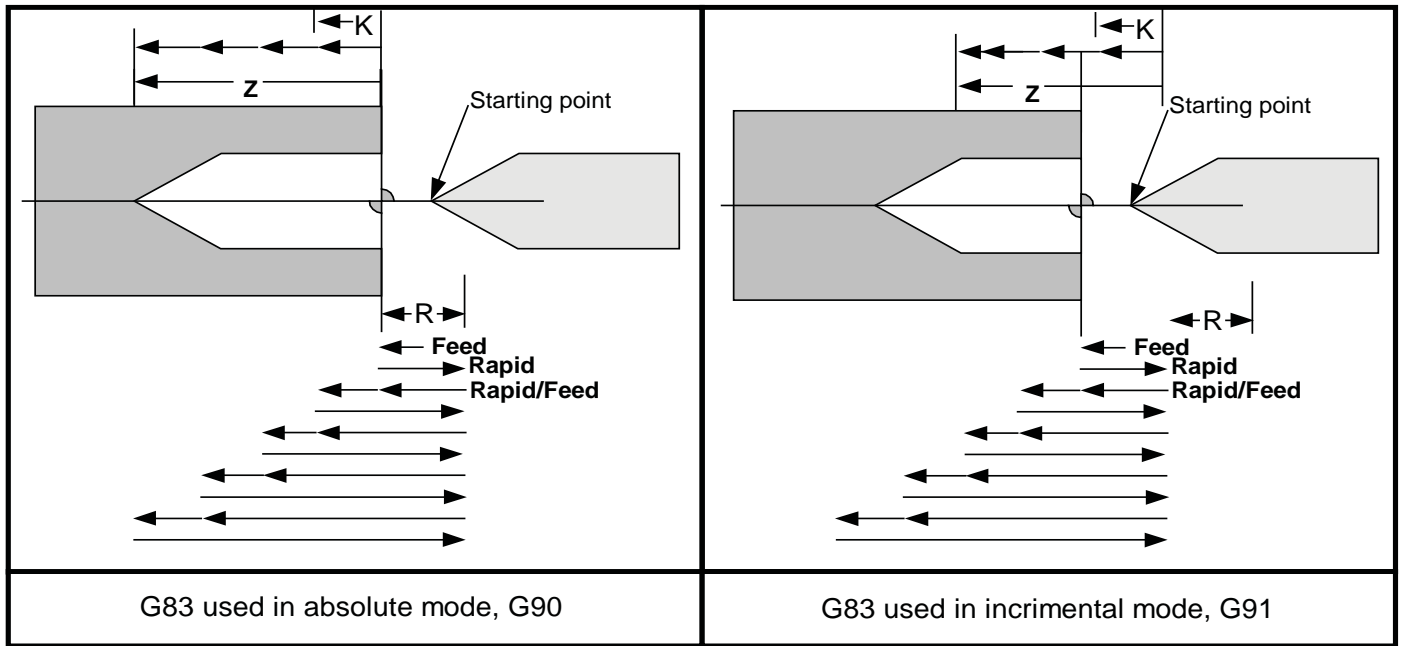 K
Z
Starting point
R
Feed
Rapid
Rapid/Feed
G83 used in absolute mode, G90
K
Z
Starting point
R
Feed
Rapid
Rapid/Feed
G83 used in incrimental mode, G91